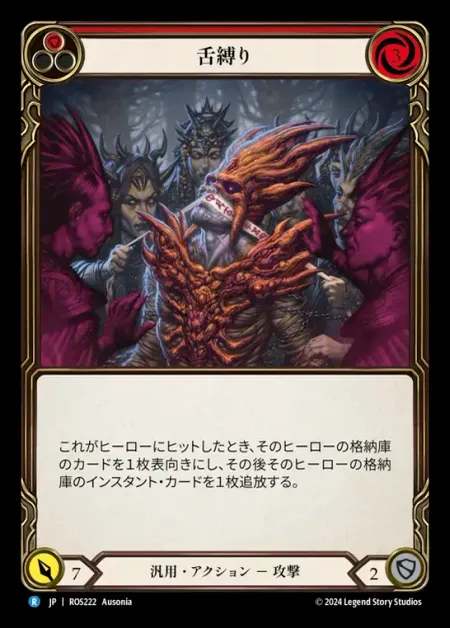 舌縛り
3
これがヒーローにヒットしたとき、そのヒーローの格納庫
のカードを1枚表向きにし、その後そのヒーローの格納
庫のインスタント・カードを1枚追放する。
7
汎用・アクション － 攻撃
2
R JP | ROS222 Ausonia
© 2024 Legend Story Studios